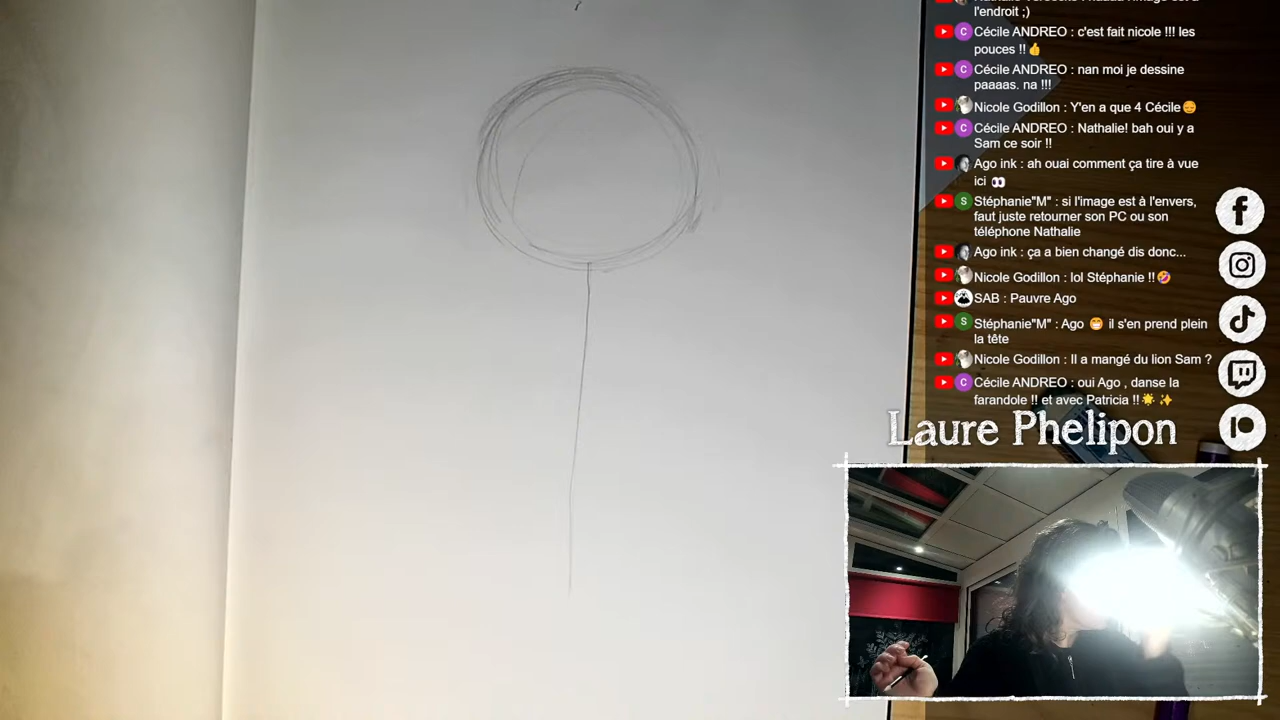 l'endroit ;)
Cécile ANDREO : c'est fait nicole !!! les
pouces !!👍
Cécile ANDREO : nan moi je dessine
paaaas. na !!!
Nicole Godillon : Y'en a que 4 Cécile😔
Cécile ANDREO : Nathalie! bah oui y a
Sam ce soir !!
Ago ink : ah ouai comment ça tire à vue
ici 👀
Stéphanie"M" : si l'image est à l'envers,
faut juste retourner son PC ou son
téléphone Nathalie
Ago ink : ça a bien changé dis donc...
Nicole Godillon : lol Stéphanie !!🤣
SAB : Pauvre Ago
Stéphanie"M" : Ago 😁 il s'en prend plein
la tête
Nicole Godillon : Il a mangé du lion Sam ?
Cécile ANDREO : oui Ago , danse la
farandole !! et avec Patricia !!🌟 ✨
Laure Phelipon